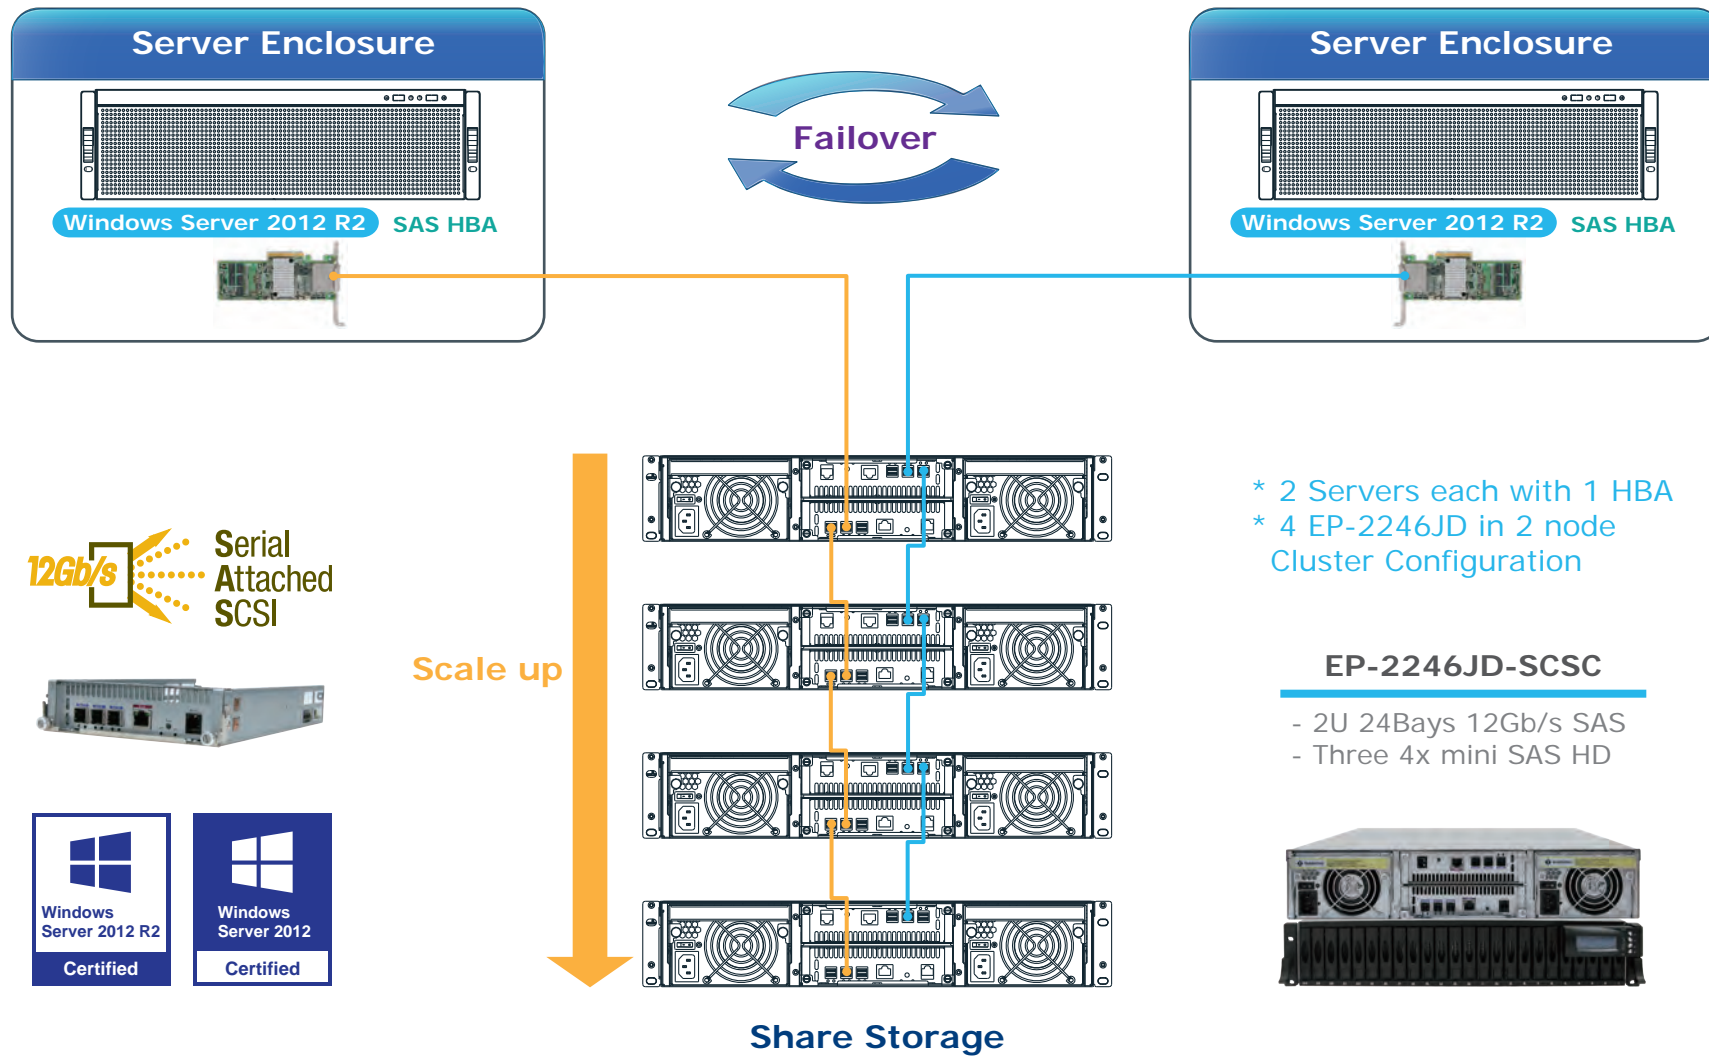 Server Enclosure
Server Enclosure
Failover
Windows Server 2012 R2
SAS HBA
Windows Server 2012 R2
SAS HBA
* 2 Servers each with 1 HBA
* 4 EP-2246JD in 2 node
Cluster Configuration
12Gb/s
Serial
Attached
SCSI
Scale up
EP-2246JD-SCSC
- 2U 24Bays 12Gb/s SAS
- Three 4x mini SAS HD
Windows
Server 2012 R2
Certified
Windows
Server 2012
Certified
Share Storage